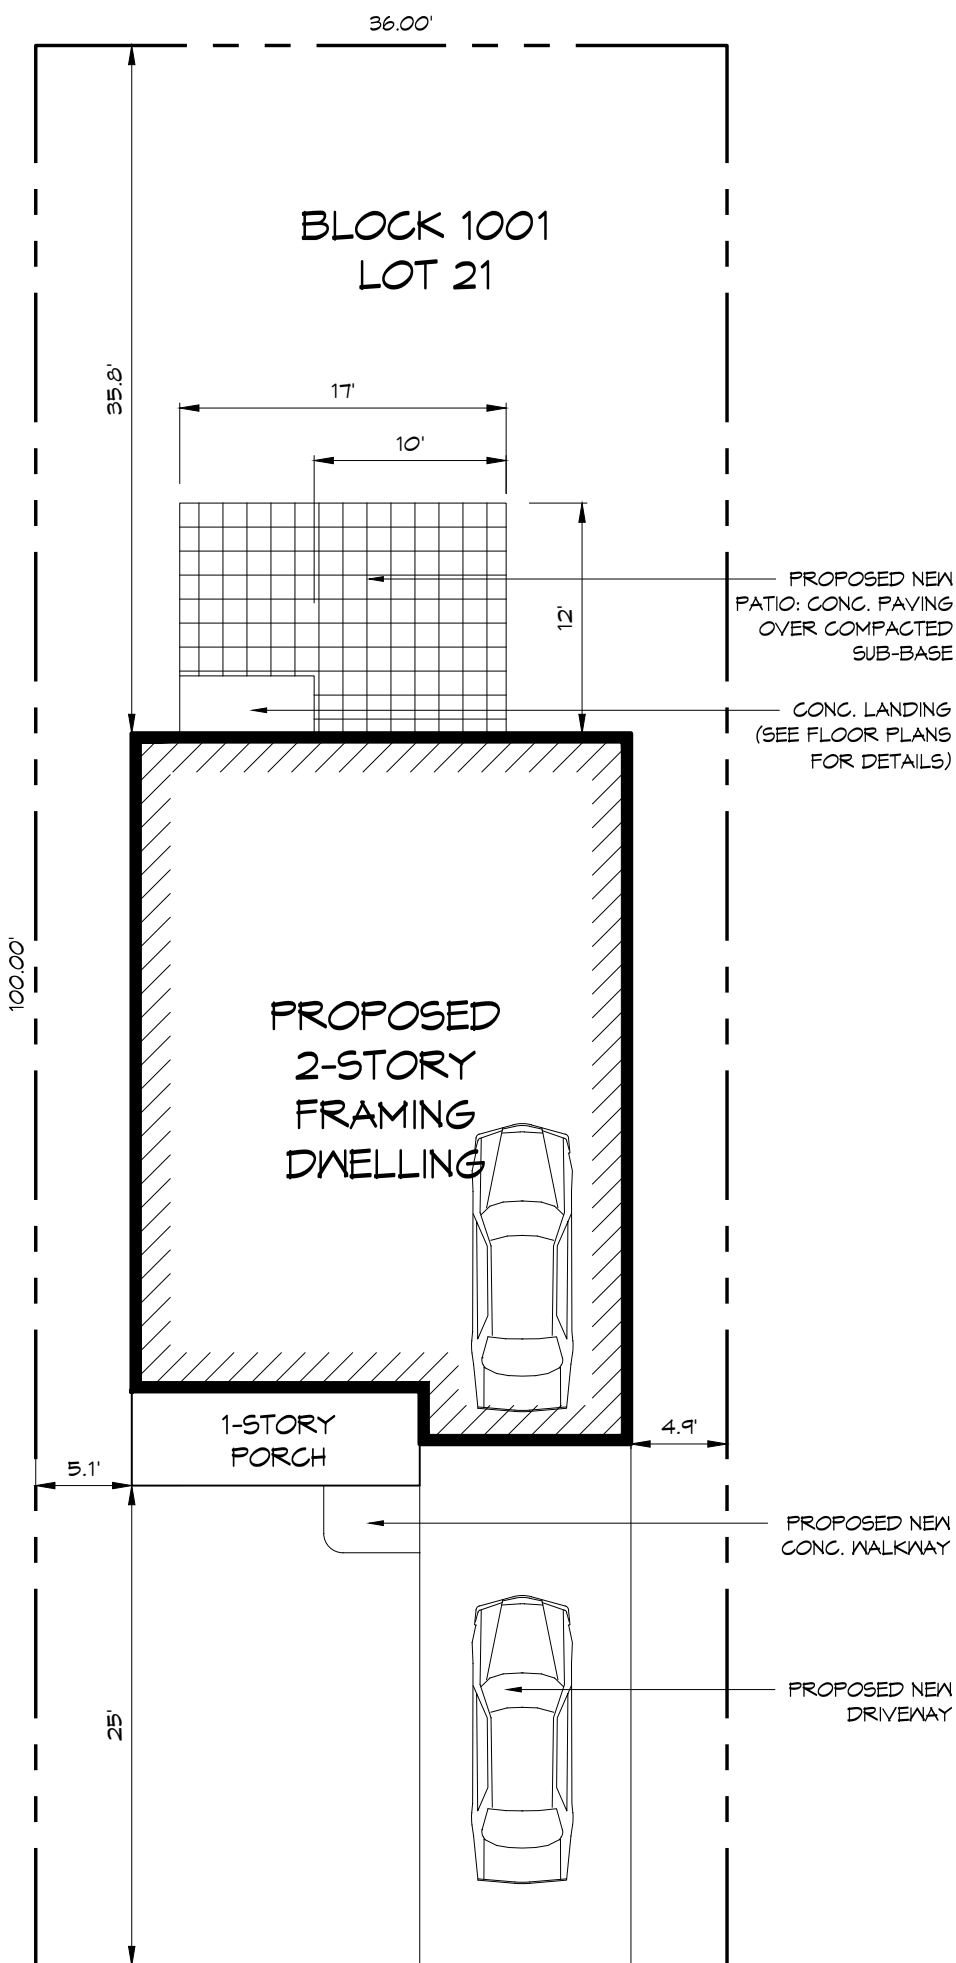 36.00'
BLOCK 1001
LOT 21
35.8'
17'
10'
12'
PROPOSED NEW
PATIO: CONC. PAVING
OVER COMPACTED
SUB-BASE
CONC. LANDING
(SEE FLOOR PLANS
FOR DETAILS)
100.00'
PROPOSED
2-STORY
FRAMING
DWELLING
1-STORY
PORCH
4.9'
5.1'
PROPOSED NEW
CONC. WALKWAY
PROPOSED NEW
DRIVEWAY
25'